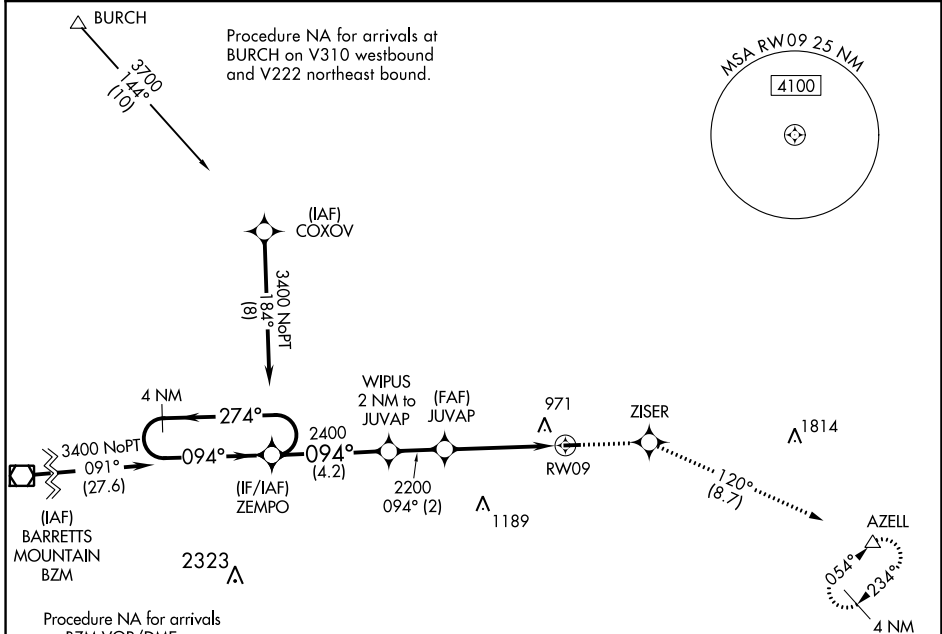 BURCH
Procedure NA for arrivals at
BURCH on V310 westbound
and V222 northeast bound.
MSA RW09 25 NM
4100
3700
144°
(10)
(IAF)
COXOV
3400 NoPT
184°
(8)
4 NM
274°
094°
3400 NoPT
091°
(27.6)
(IAF)
BARRETTS
MOUNTAIN
BZM
(IF/IAF)
ZEMPO
2400
094°
(4.2)
WIPUS
2 NM to
JUVAP
(FAF)
JUVAP
2200
094° (2)
971
RW09
ZISER
1814
1189
120°
(8.7)
AZELL
054°
234°
4 NM
2323
Procedure NA for arrivals